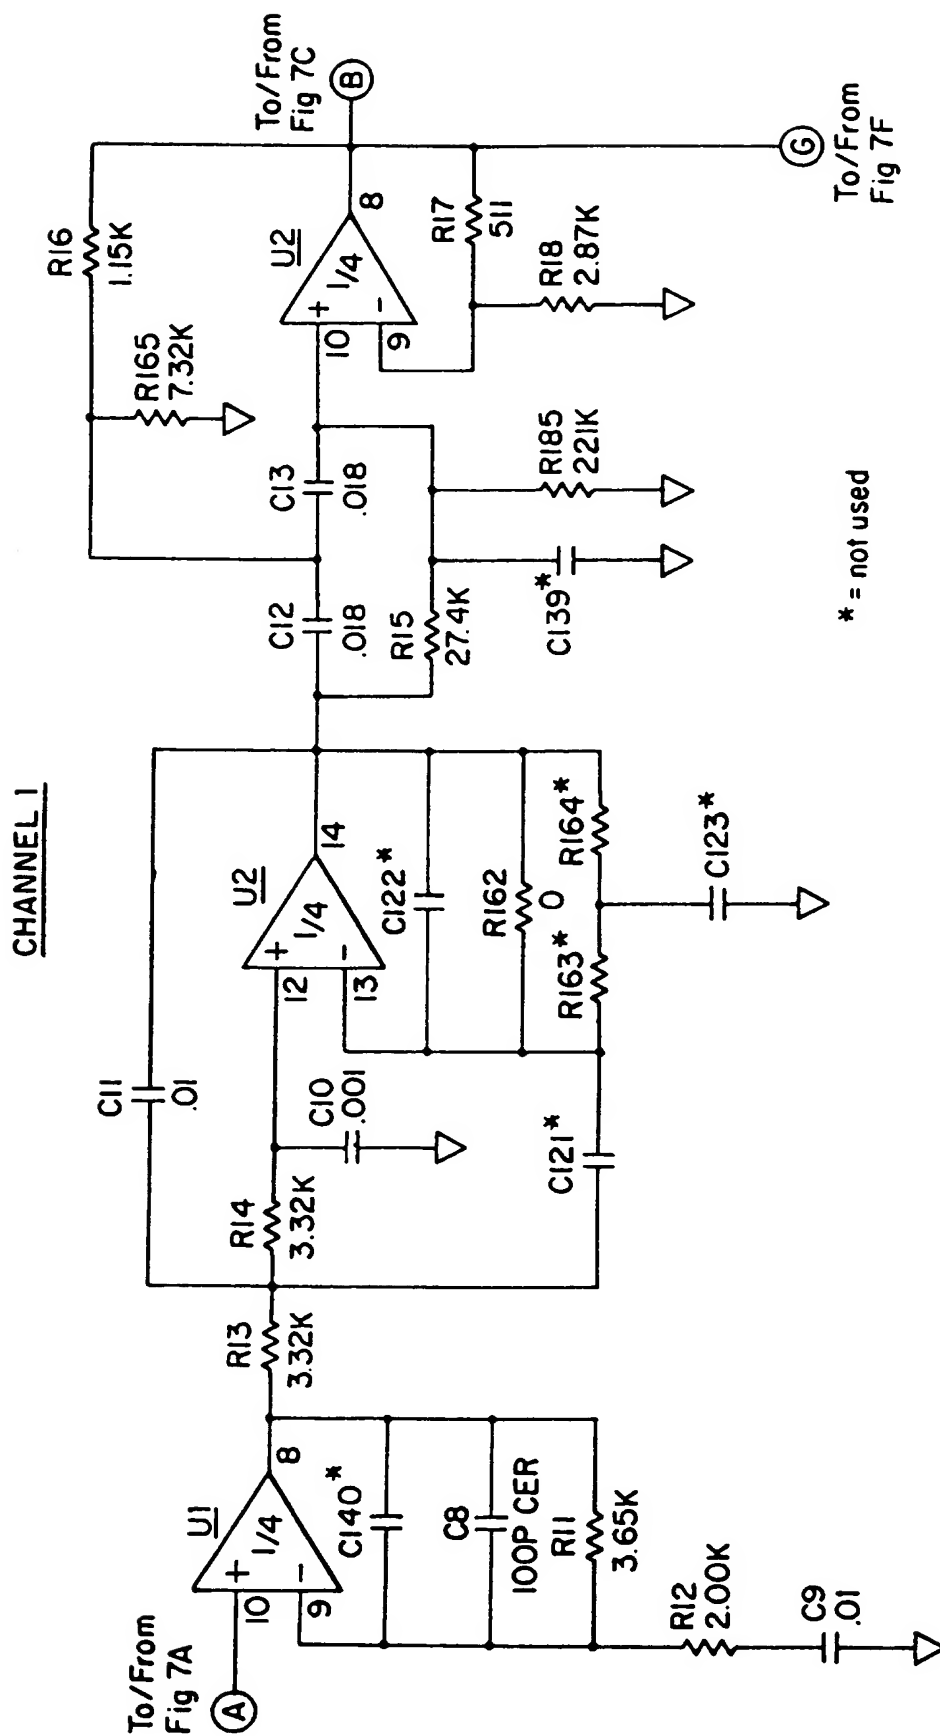 CHANNEL 1
To/From
Fig 7A
A
U1
1/4
+
-
10
9
8
C140*
C8
100P CER
R11
3.65K
R12
2.00K
C9
.01
R13
3.32K
R14
3.32K
C11
.01
C10
.001
U2
1/4
+
-
12
13
14
C122*
R162
0
R163*
R164*
C121*
C123*
C12
.018
C13
.018
R15
27.4K
C139*
R185
221K
R165
7.32K
R16
1.15K
U2
1/4
+
-
10
9
8
R17
511
R18
2.87K
To/From
Fig 7C
B
G
To/From
Fig 7F
* = not used